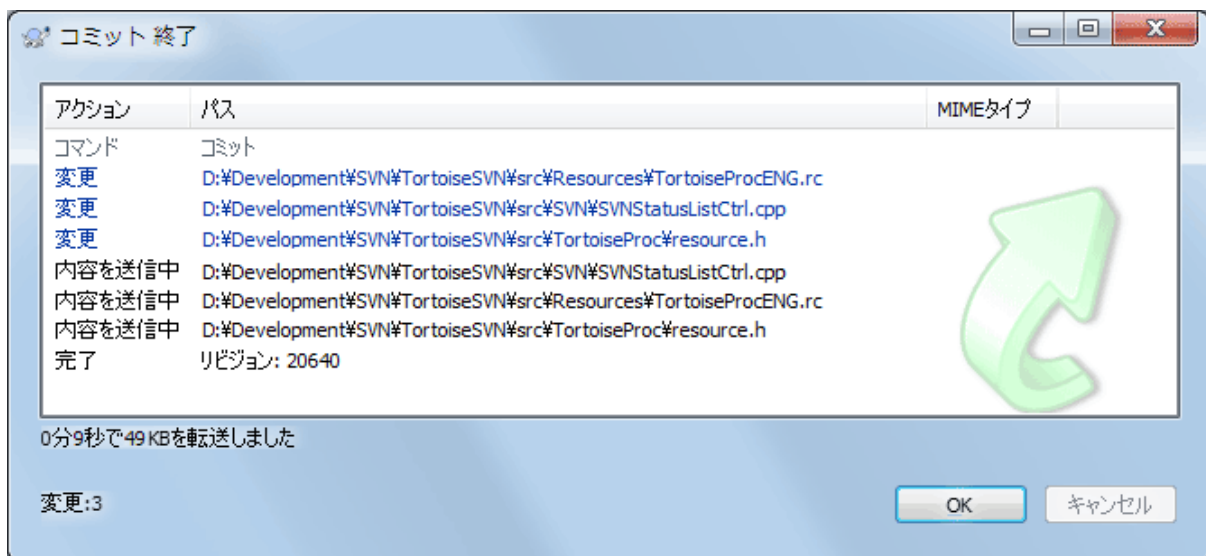 コミット 終了
アクション パス MIMEタイプ
コマンド コミット
変更 D:¥Development¥SVN¥TortoiseSVN¥src¥Resources¥TortoiseProcENG.rc
変更 D:¥Development¥SVN¥TortoiseSVN¥src¥SVN¥SVNStatusListCtrl.cpp
変更 D:¥Development¥SVN¥TortoiseSVN¥src¥TortoiseProc¥resource.h
内容を送信中 D:¥Development¥SVN¥TortoiseSVN¥src¥SVN¥SVNStatusListCtrl.cpp
内容を送信中 D:¥Development¥SVN¥TortoiseSVN¥src¥Resources¥TortoiseProcENG.rc
内容を送信中 D:¥Development¥SVN¥TortoiseSVN¥src¥TortoiseProc¥resource.h
完了 リビジョン: 20640
0分9秒で49 KBを転送しました
変更:3 OK キャンセル